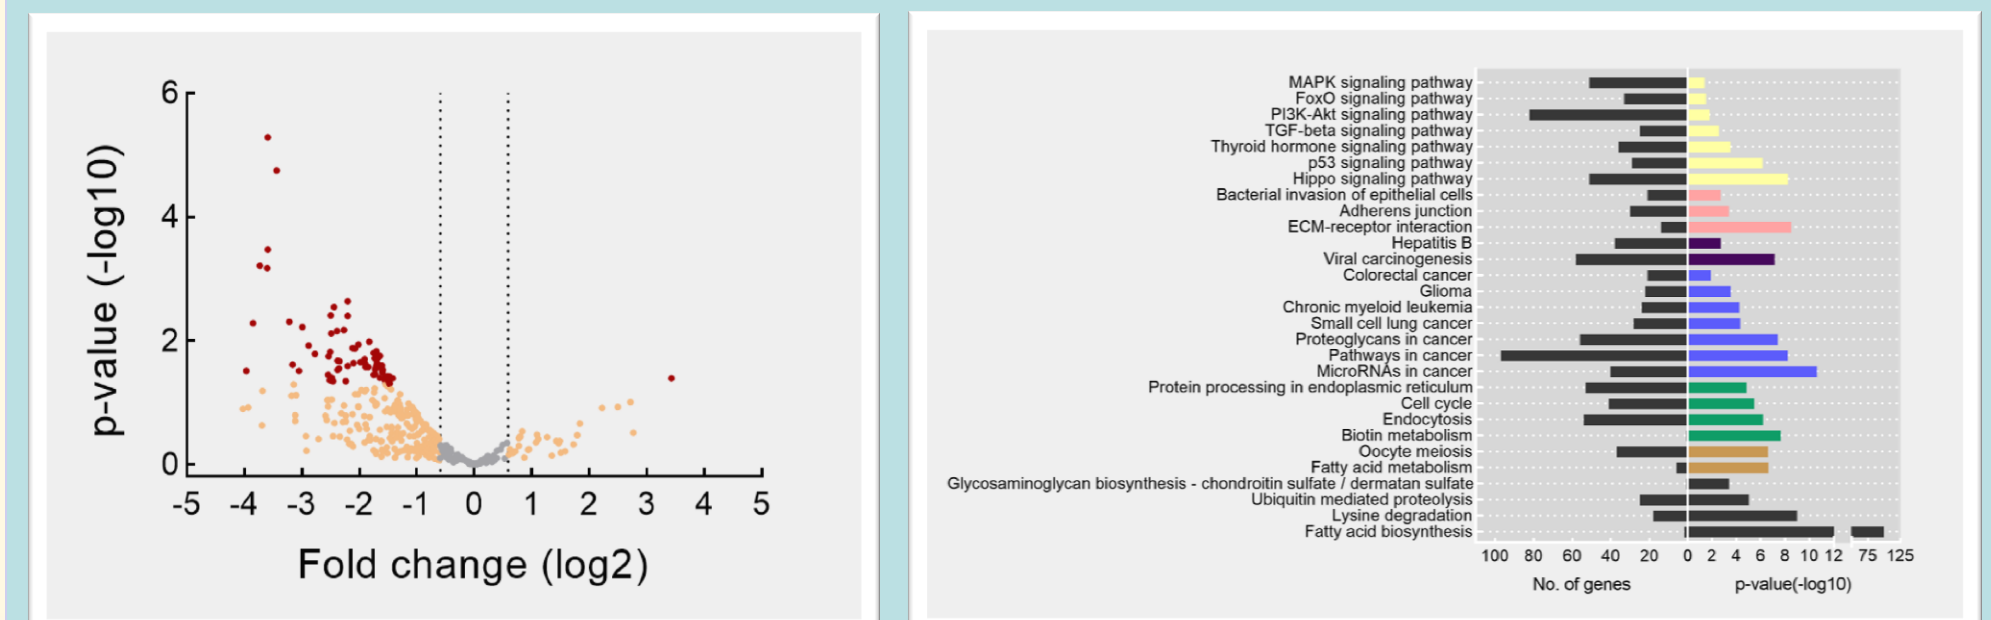 6
4
2
0
p-value (-log10)
-5 -4 -3 -2 -1 0 1 2 3 4 5
Fold change (log2)
MAPK signaling pathway
FoxO signaling pathway
PI3K-Akt signaling pathway
TGF-beta signaling pathway
Thyroid hormone signaling pathway
p53 signaling pathway
Hippo signaling pathway
Bacterial invasion of epithelial cells
Adherens junction
ECM-receptor interaction
Hepatitis B
Viral carcinogenesis
Colorectal cancer
Glioma
Chronic myeloid leukemia
Small cell lung cancer
Proteoglycans in cancer
Pathways in cancer
MicroRNAs in cancer
Protein processing in endoplasmic reticulum
Cell cycle
Endocytosis
Biotin metabolism
Oocyte meiosis
Fatty acid metabolism
Glycosaminoglycan biosynthesis - chondroitin sulfate / dermatan sulfate
Ubiquitin mediated proteolysis
Lysine degradation
Fatty acid biosynthesis
100 80 60 40 20 0 2 4 6 8 10 12 75 125
No. of genes p-value(-log10)